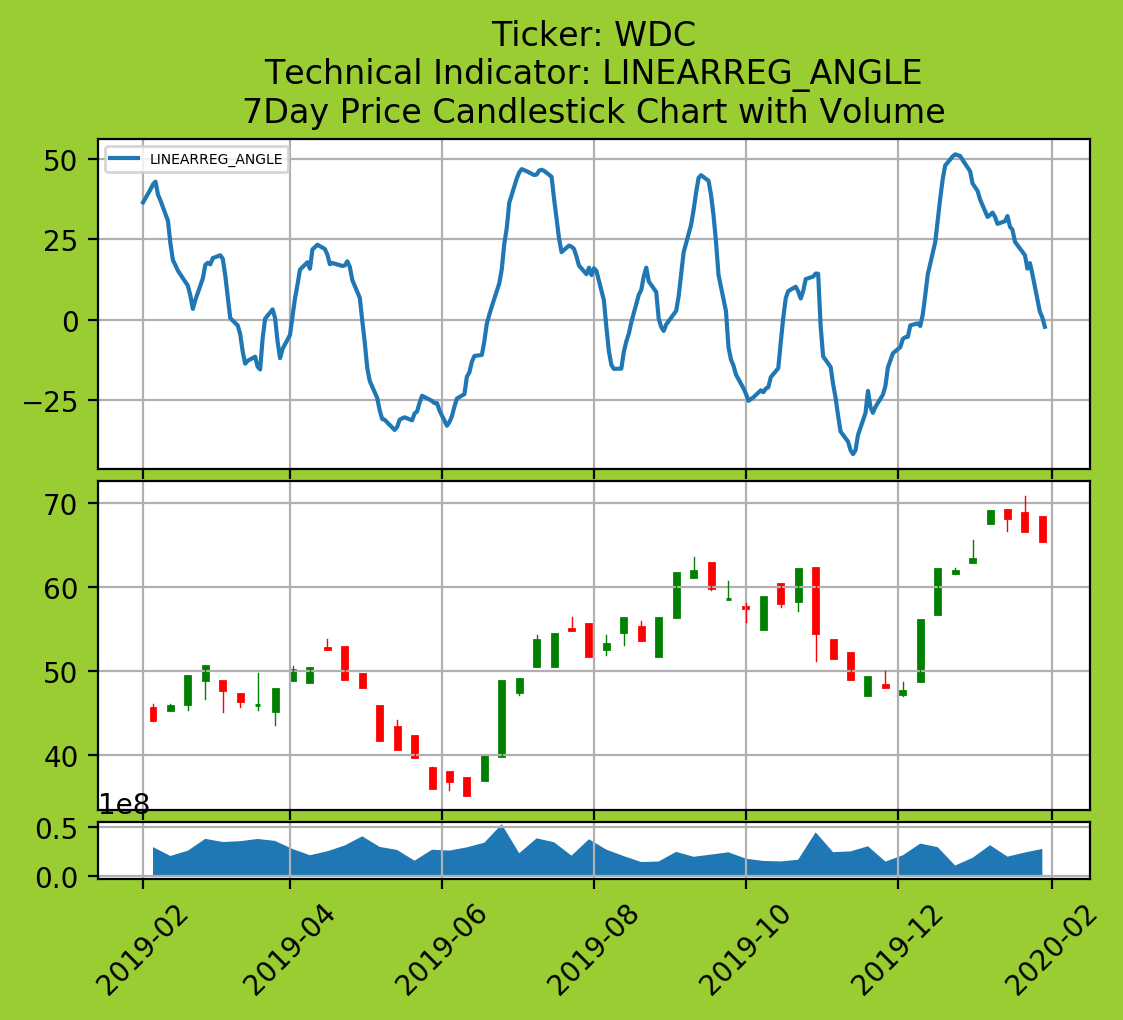 Ticker: WDC
Technical Indicator: LINEARREG_ANGLE
7Day Price Candlestick Chart with Volume
LINEARREG_ANGLE
50
25
0
−25
70
60
50
40
1e8
0.5
0.0
2019-02 2019-04 2019-06 2019-08 2019-10 2019-12 2020-02